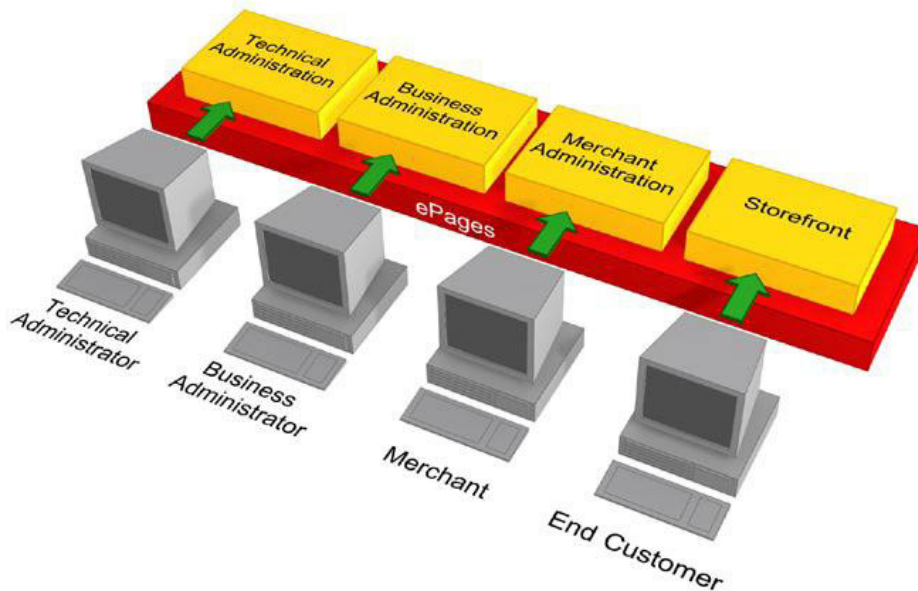 Technical
Administration
Business
Administration
Merchant
Administration
Storefront
ePages
Technical
Administrator
Business
Administrator
Merchant
End Customer